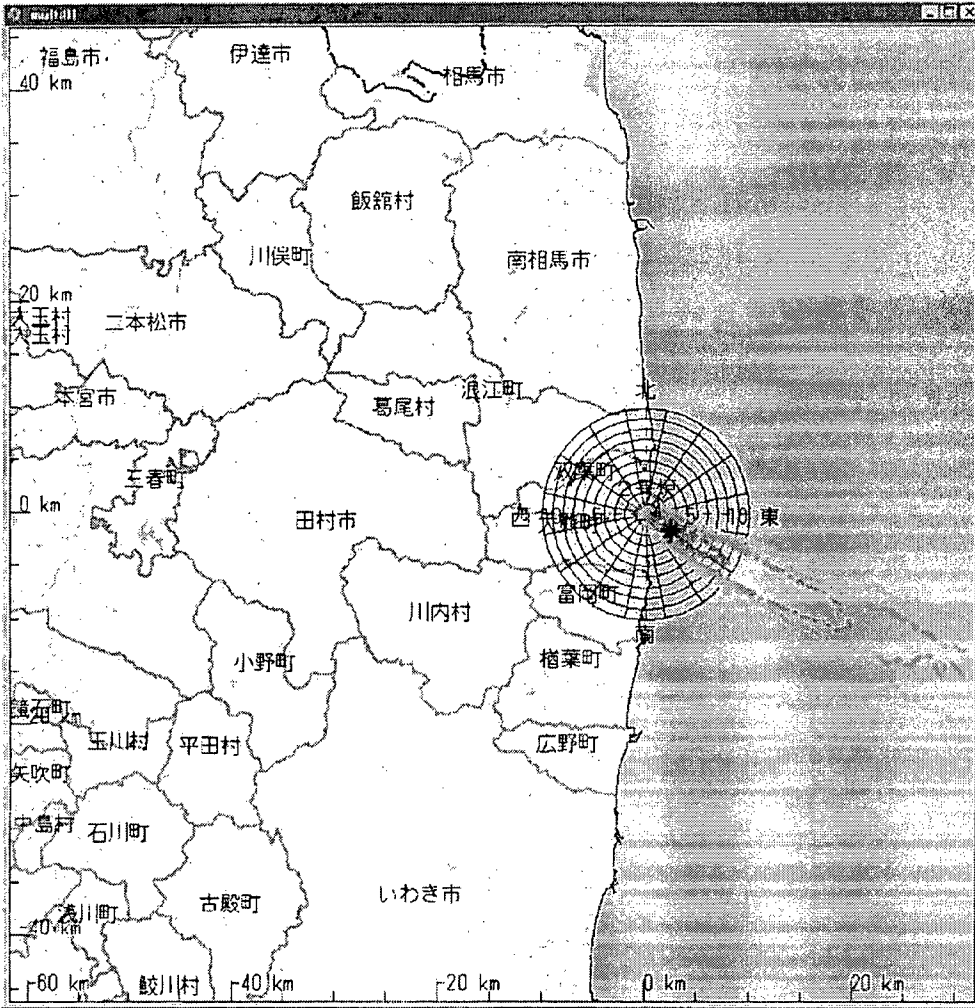 福島市
伊達市
相馬市
40 km
飯舘村
川俣町
南相馬市
20 km
大玉村
二本松市
本宮市
葛尾村
浪江町
北
三春町
双葉町
0 km
田村市
西
10 東
川内村
富岡町
南
小野町
楢葉町
鏡石町
玉川村
平田村
広野町
矢吹町
中島村
石川町
浅川町
古殿町
いわき市
-40 km
鮫川村
-60 km
-40 km
-20 km
0 km
20 km